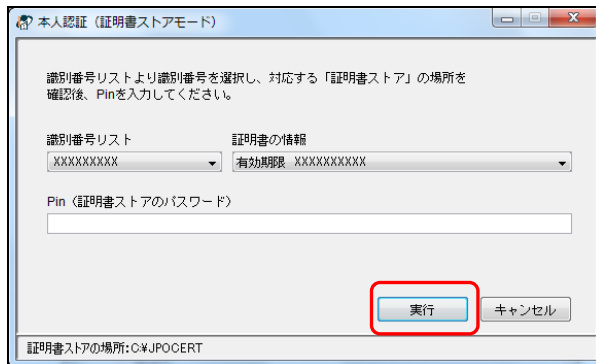 本人認証（証明書ストアモード）
識別番号リストより識別番号を選択し、対応する「証明書ストア」の場所を
確認後、Pinを入力してください。
識別番号リスト 証明書の情報
XXXXXXXXX 有効期限 XXXXXXXXXX
Pin（証明書ストアのパスワード）
実行 キャンセル
証明書ストアの場所:C:¥JPOCERT